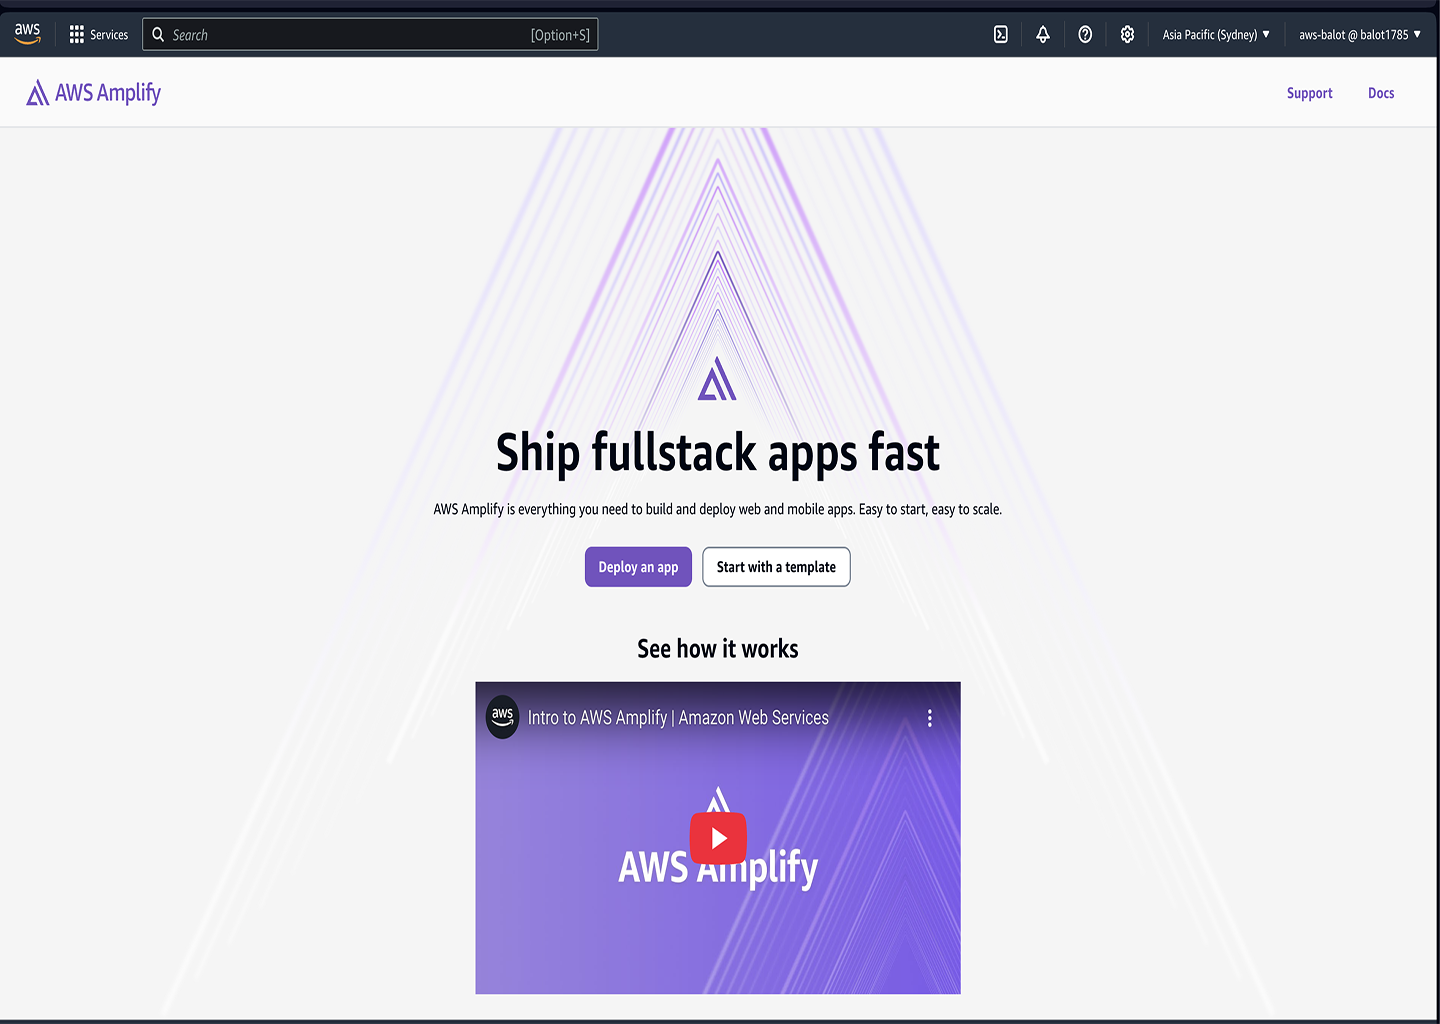 aws
Services
Search
[Option+S]
Asia Pacific (Sydney)
aws-balot @ balot1785
AWS Amplify
Support
Docs
Ship fullstack apps fast
AWS Amplify is everything you need to build and deploy web and mobile apps. Easy to start, easy to scale.
Deploy an app
Start with a template
See how it works
aws
Intro to AWS Amplify | Amazon Web Services
AWS Amplify